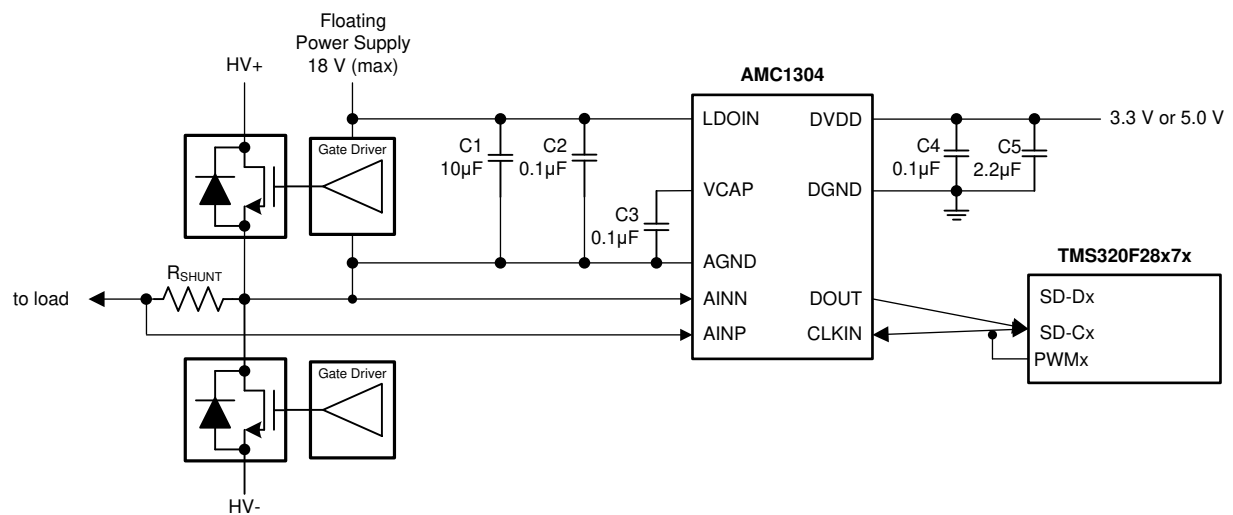 Floating
Power Supply
18 V (max)
HV+
AMC1304
LDOIN
DVDD
3.3 V or 5.0 V
Gate Driver
C1
10µF
C2
0.1µF
C4
0.1µF
C5
2.2µF
VCAP
DGND
C3
0.1µF
AGND
TMS320F28x7x
RSHUNT
to load
AINN
DOUT
SD-Dx
AINP
CLKIN
SD-Cx
PWMx
Gate Driver
HV-